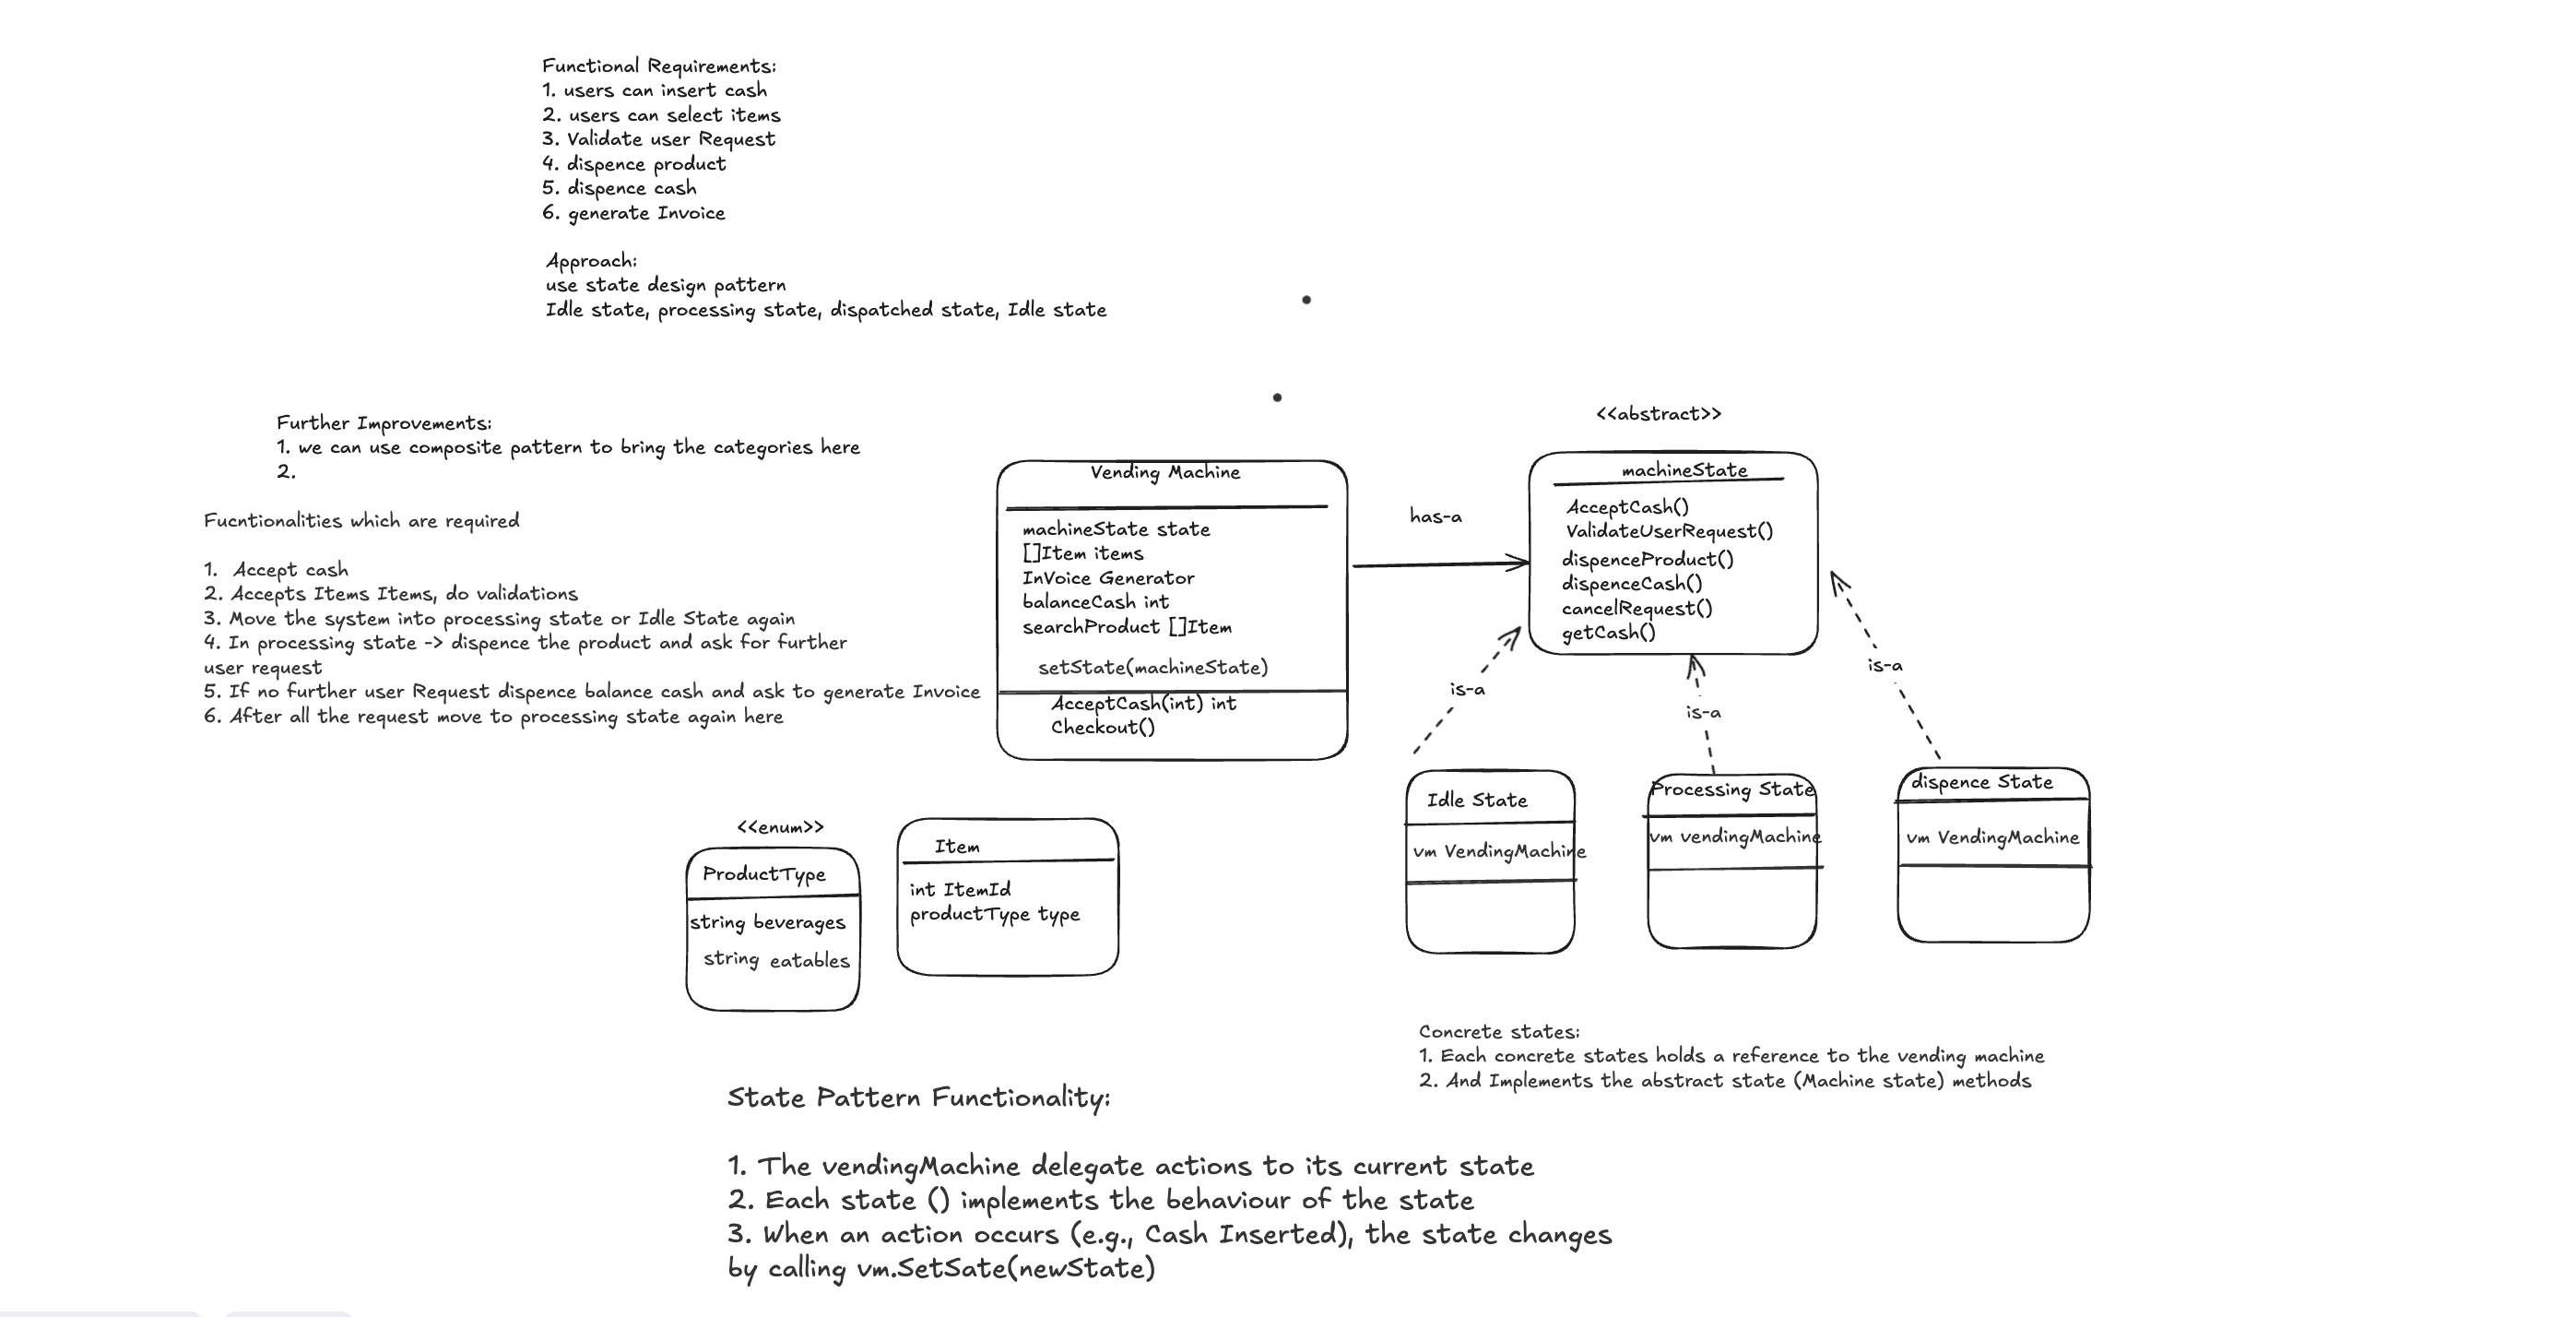 Functional Requirements:
1. users can insert cash
2. users can select items
3. Validate user Request
4. dispence product
5. dispence cash
6. generate Invoice
Approach:
use state design pattern
Idle state, processing state, dispatched state, Idle state
Further Improvements:
1. we can use composite pattern to bring the categories here
2.
Fucntionalities which are required
1. Accept cash
2. Accepts Items Items, do validations
3. Move the system into processing state or Idle State again
4. In processing state -> dispence the product and ask for further
user request
5. If no further user Request dispence balance cash and ask to generate Invoice
6. After all the request move to processing state again here
Vending Machine
machineState state
[]Item items
InVoice Generator
balanceCash int
searchProduct []Item
setState(machineState)
AcceptCash(int) int
Checkout()
has-a
<<abstract>>
machineState
AcceptCash()
ValidateUserRequest()
dispenceProduct()
dispenceCash()
cancelRequest()
getCash()
is-a
is-a
is-a
Idle State
vm VendingMachine
Processing State
vm vendingMachine
dispence State
vm VendingMachine
<<enum>>
ProductType
string beverages
string eatables
Item
int ItemId
productType type
Concrete states:
1. Each concrete states holds a reference to the vending machine
2. And Implements the abstract state (Machine state) methods
State Pattern Functionality:
1. The vendingMachine delegate actions to its current state
2. Each state () implements the behaviour of the state
3. When an action occurs (e.g., Cash Inserted), the state changes
by calling vm.SetSate(newState)